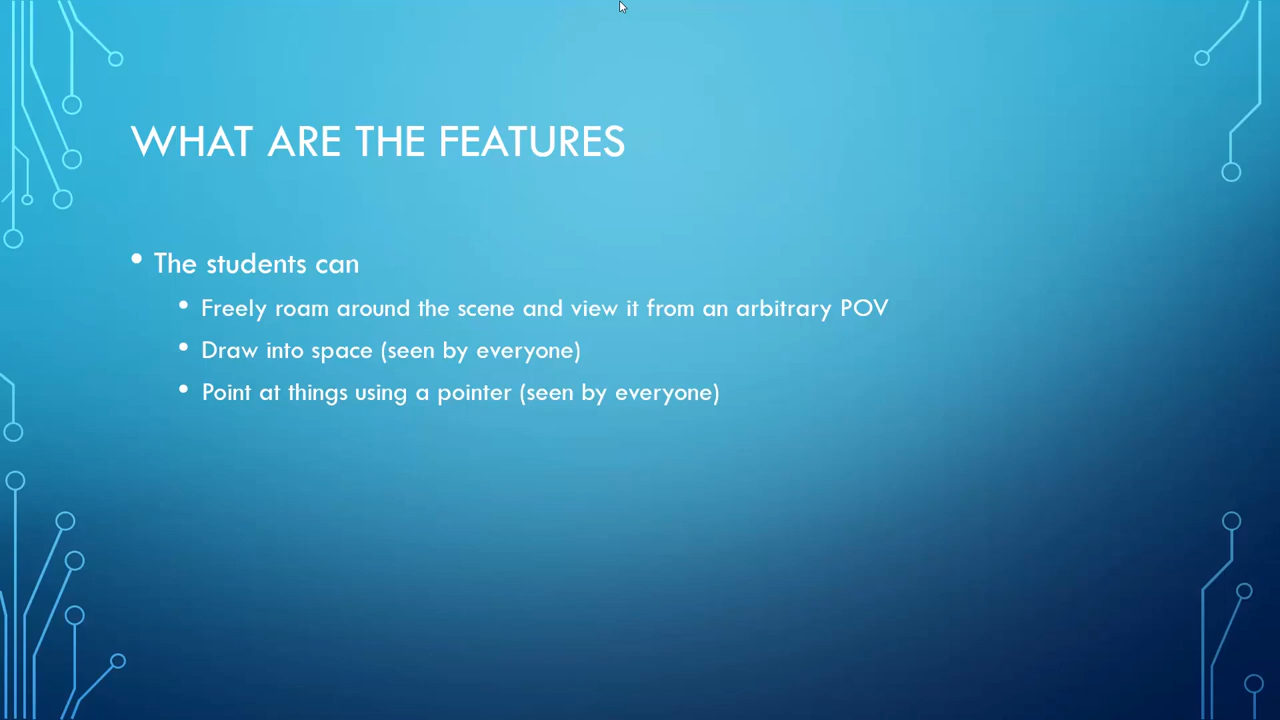 WHAT ARE THE FEATURES
• The students can
• Freely roam around the scene and view it from an arbitrary POV
• Draw into space (seen by everyone)
• Point at things using a pointer (seen by everyone)